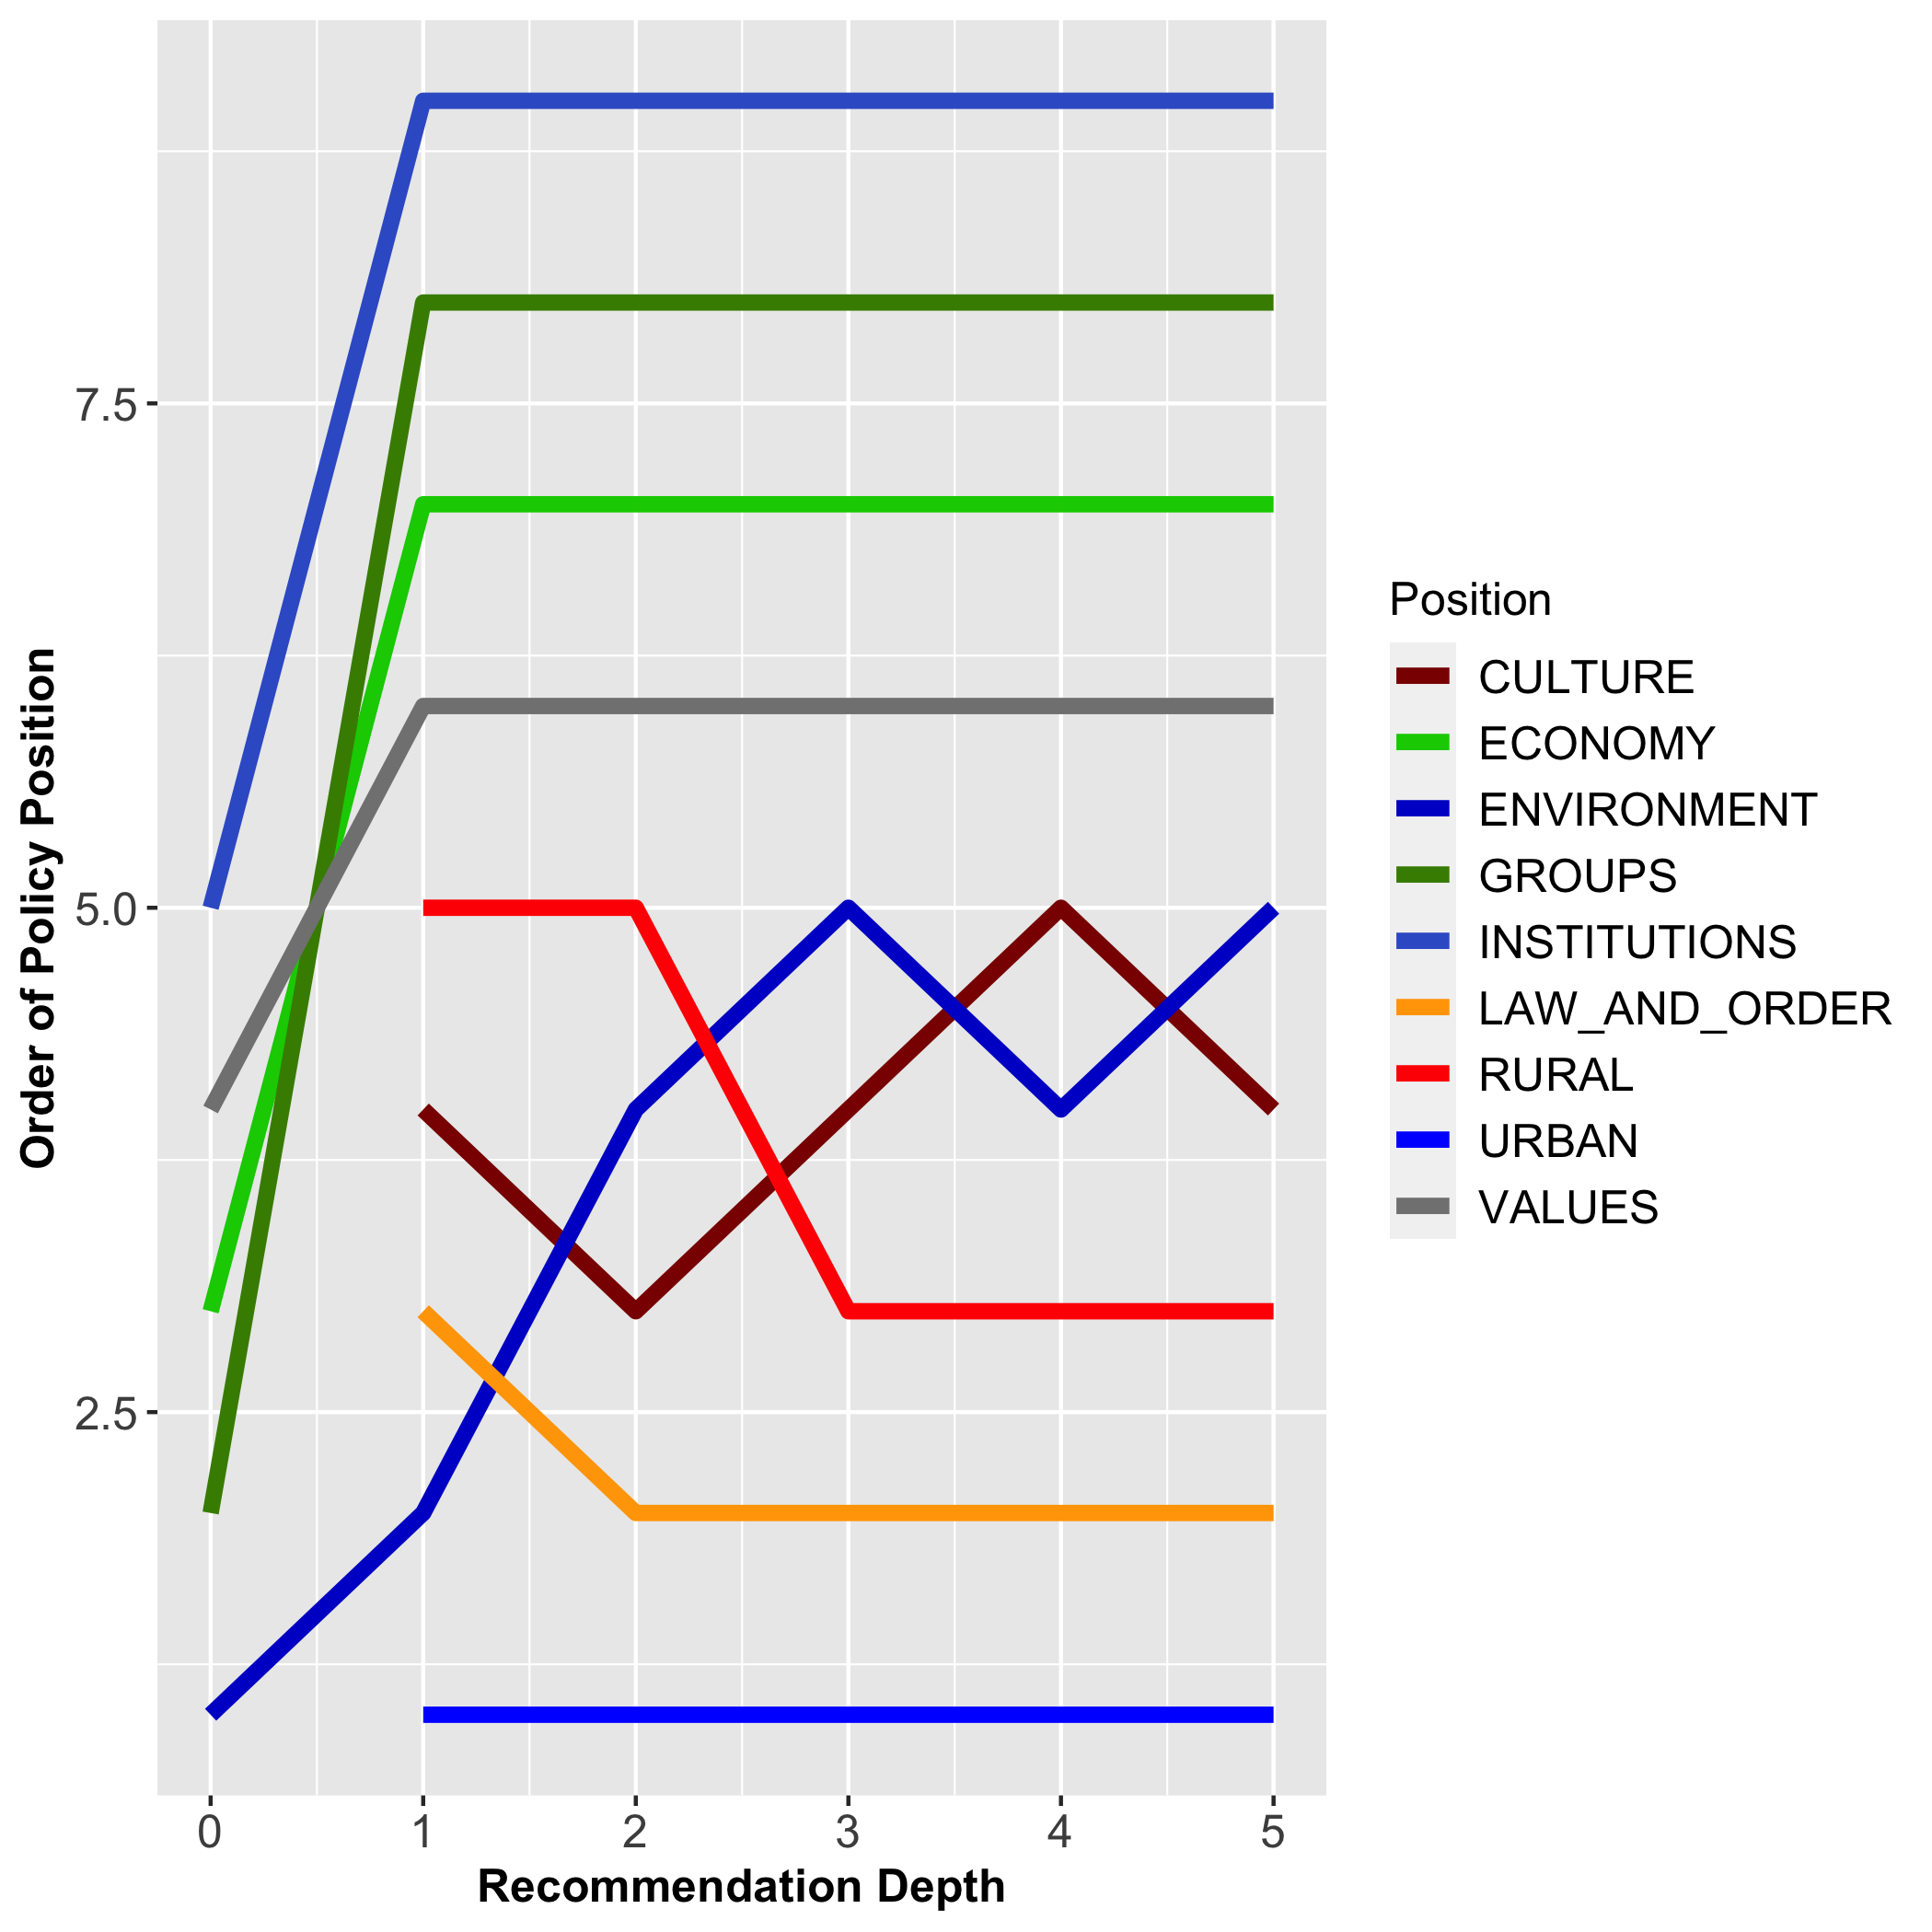 7.5
5.0
2.5
Order of Policy Position
0 1 2 3 4 5
Recommendation Depth
Position
CULTURE
ECONOMY
ENVIRONMENT
GROUPS
INSTITUTIONS
LAW_AND_ORDER
RURAL
URBAN
VALUES